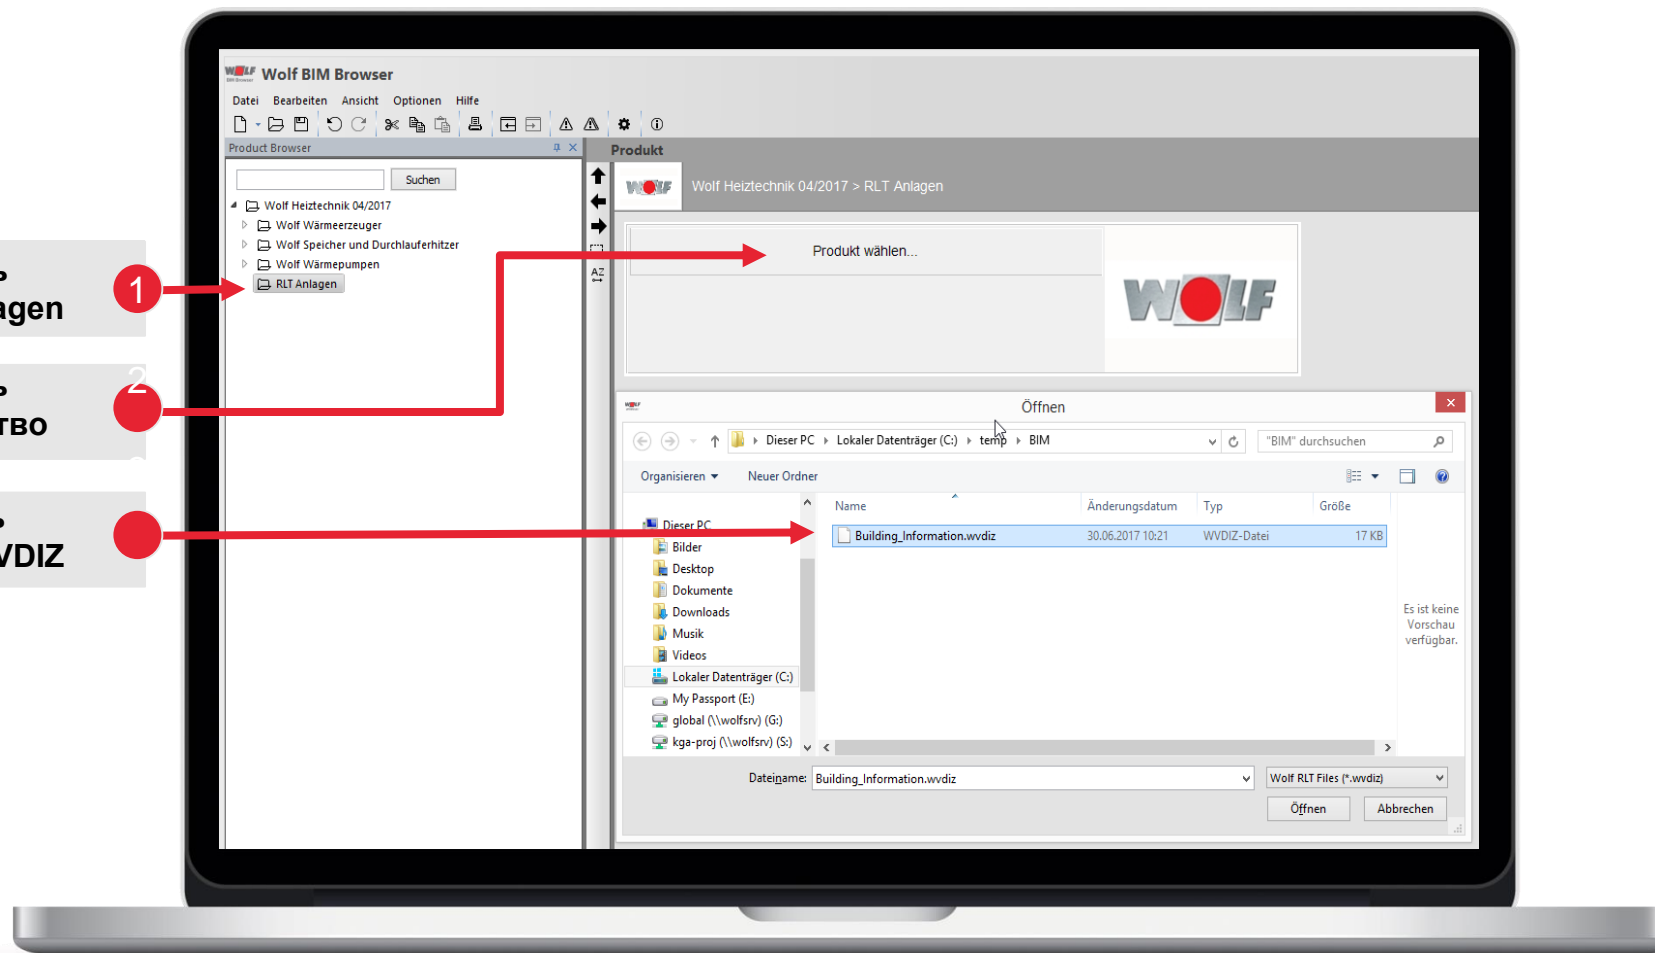 WOLF Wolf BIM Browser
Datei Bearbeiten Ansicht Optionen Hilfe
Product Browser
Suchen
Wolf Heiztechnik 04/2017
Wolf Wärmeerzeuger
Wolf Speicher und Durchlauferhitzer
Wolf Wärmepumpen
RLT Anlagen
ь
agen
1
2
ь
тво
ь
VDIZ
AZ
Produkt
WOLF Wolf Heiztechnik 04/2017 > RLT Anlagen
Produkt wählen...
WOLF
Öffnen
Dieser PC Lokaler Datenträger (C:) temp BIM
"BIM" durchsuchen
Organisieren Neuer Ordner
Name Änderungsdatum Typ Größe
Building_Information.wvdiz 30.06.2017 10:21 WVDIZ-Datei 17 KB
Dieser PC
Bilder
Desktop
Dokumente
Downloads
Musik
Videos
Lokaler Datenträger (C:)
My Passport (E:)
global (\\wolfsrv) (G:)
kga-proj (\\wolfsrv) (S:)
Es ist keine
Vorschau
verfügbar.
Dateiname: Building_Information.wvdiz
Wolf RLT Files (*.wvdiz)
Öffnen Abbrechen